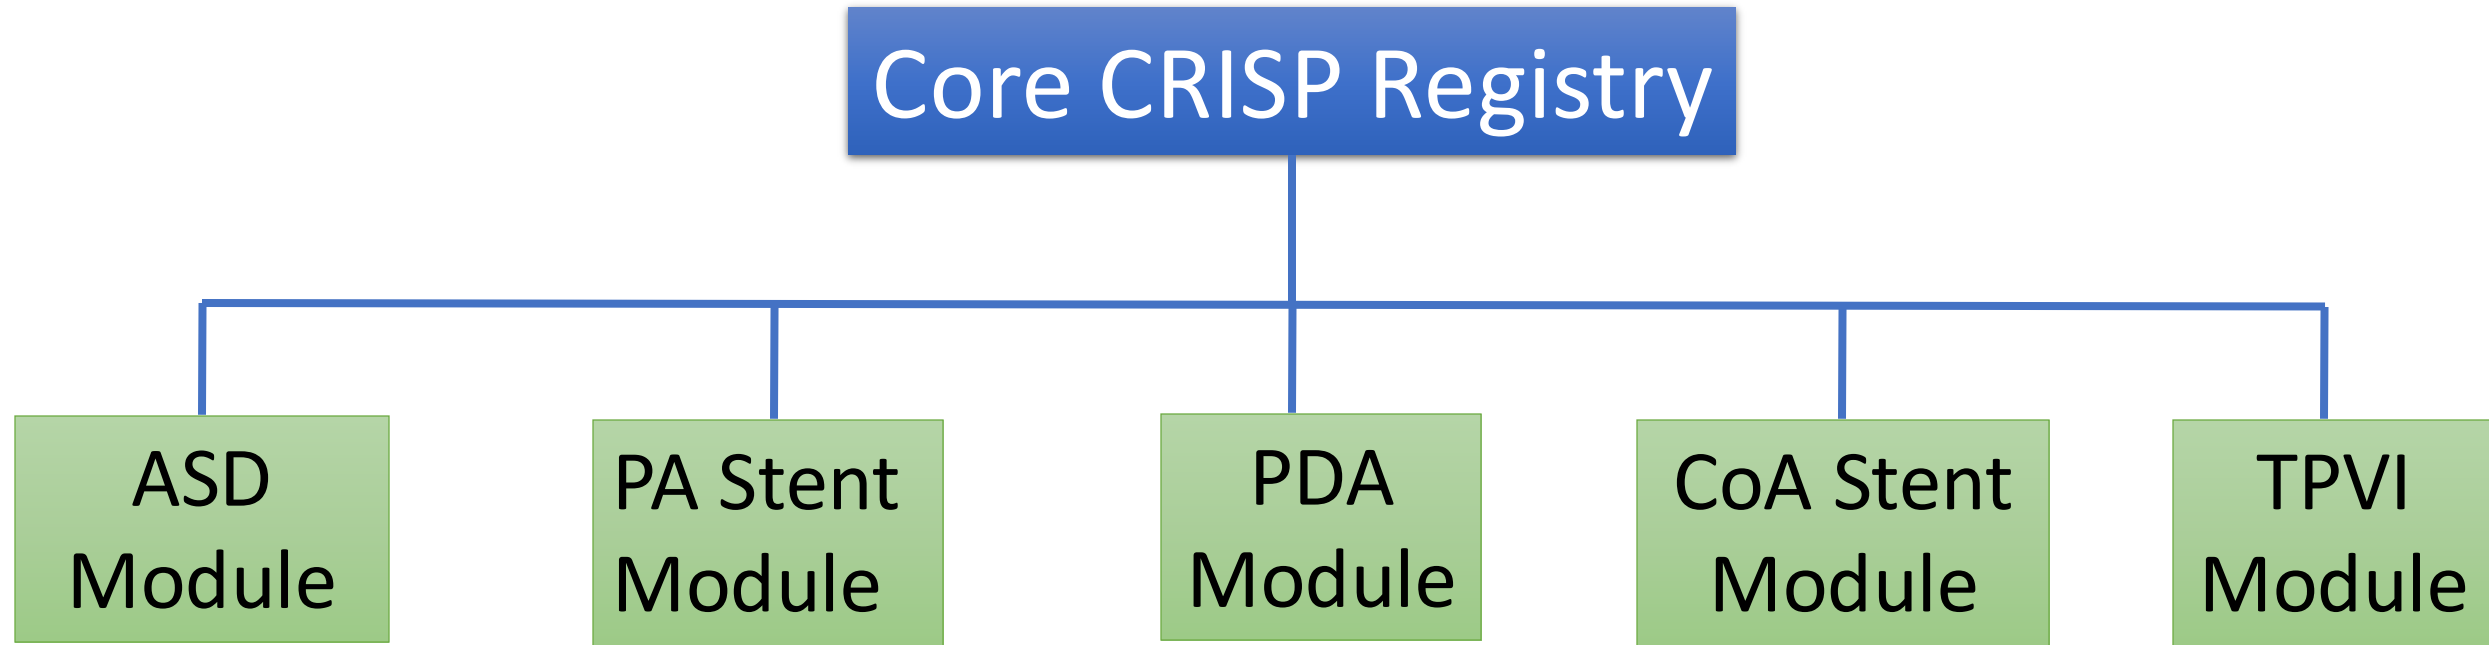 Core CRISP Registry
ASD
Module
PA Stent
Module
PDA
Module
CoA Stent
Module
TPVI
Module